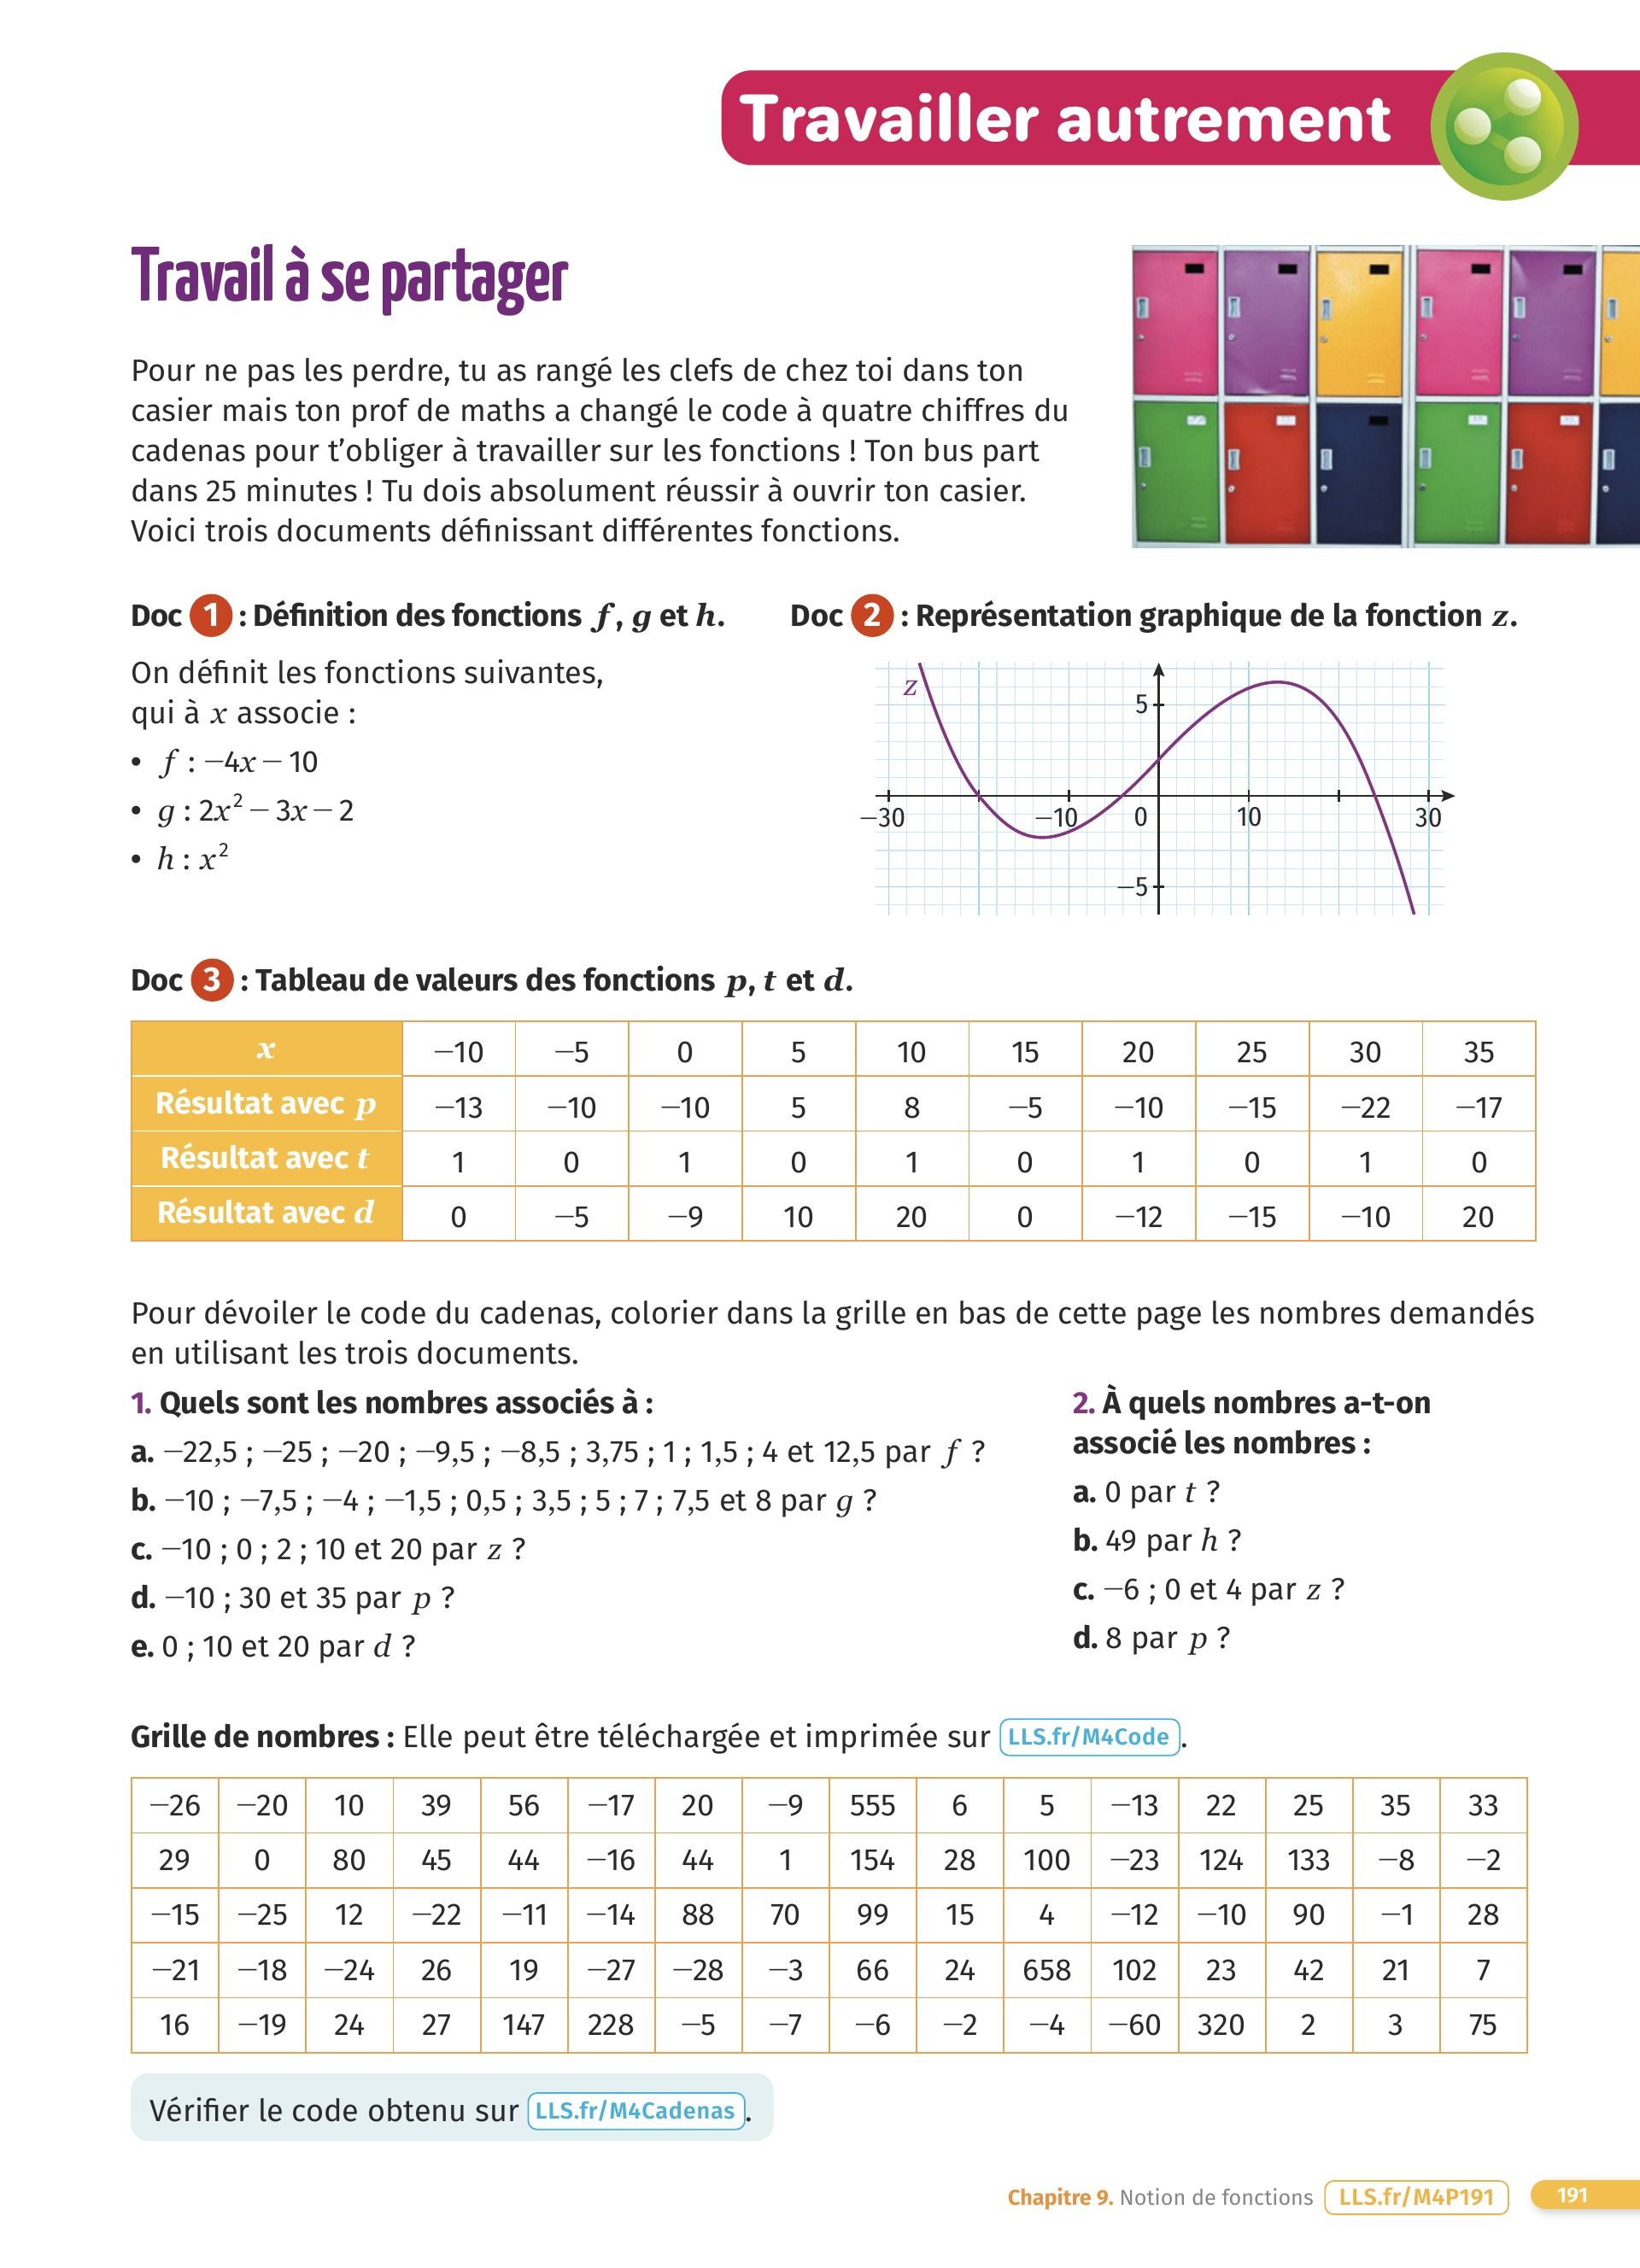 Travailler autrement
Travail à se partager
Pour ne pas les perdre, tu as rangé les clefs de chez toi dans ton
casier mais ton prof de maths a changé le code à quatre chiffres du
cadenas pour t’obliger à travailler sur les fonctions ! Ton bus part
dans 25 minutes ! Tu dois absolument réussir à ouvrir ton casier.
Voici trois documents définissant différentes fonctions.
Doc 1 : Définition des fonctions f, g et h.
On définit les fonctions suivantes,
qui à x associe :
• f : −4x − 10
• g : 2x² − 3x − 2
• h : x²
Doc 2 : Représentation graphique de la fonction z.
z
5
−30 −10 0 10 30
−5
Doc 3 : Tableau de valeurs des fonctions p, t et d.
x −10 −5 0 5 10 15 20 25 30 35
Résultat avec p −13 −10 −10 5 8 −5 −10 −15 −22 −17
Résultat avec t 1 0 1 0 1 0 1 0 1 0
Résultat avec d 0 −5 −9 10 20 0 −12 −15 −10 20
Pour dévoiler le code du cadenas, colorier dans la grille en bas de cette page les nombres demandés
en utilisant les trois documents.
1. Quels sont les nombres associés à :
a. −22,5 ; −25 ; −20 ; −9,5 ; −8,5 ; 3,75 ; 1 ; 1,5 ; 4 et 12,5 par f ?
b. −10 ; −7,5 ; −4 ; −1,5 ; 0,5 ; 3,5 ; 5 ; 7 ; 7,5 et 8 par g ?
c. −10 ; 0 ; 2 ; 10 et 20 par z ?
d. −10 ; 30 et 35 par p ?
e. 0 ; 10 et 20 par d ?
2. À quels nombres a-t-on
associé les nombres :
a. 0 par t ?
b. 49 par h ?
c. −6 ; 0 et 4 par z ?
d. 8 par p ?
Grille de nombres : Elle peut être téléchargée et imprimée sur LLS.fr/M4Code .
−26 −20 10 39 56 −17 20 −9 555 6 5 −13 22 25 35 33
29 0 80 45 44 −16 44 1 154 28 100 −23 124 133 −8 −2
−15 −25 12 −22 −11 −14 88 70 99 15 4 −12 −10 90 −1 28
−21 −18 −24 26 19 −27 −28 −3 66 24 658 102 23 42 21 7
16 −19 24 27 147 228 −5 −7 −6 −2 −4 −60 320 2 3 75
Vérifier le code obtenu sur LLS.fr/M4Cadenas .
Chapitre 9. Notion de fonctions LLS.fr/M4P191 191